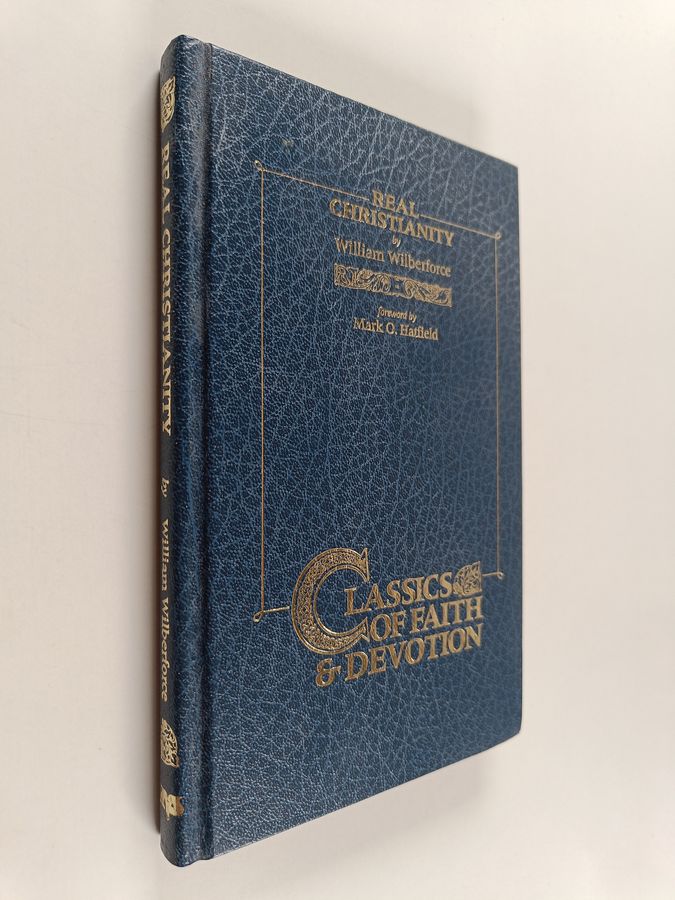 REAL
CHRISTIANITY
by
William Wilberforce
foreword by
Mark O. Hatfield
CLASSICS
OF FAITH
& DEVOTION
REAL CHRISTIANITY by William Wilberforce